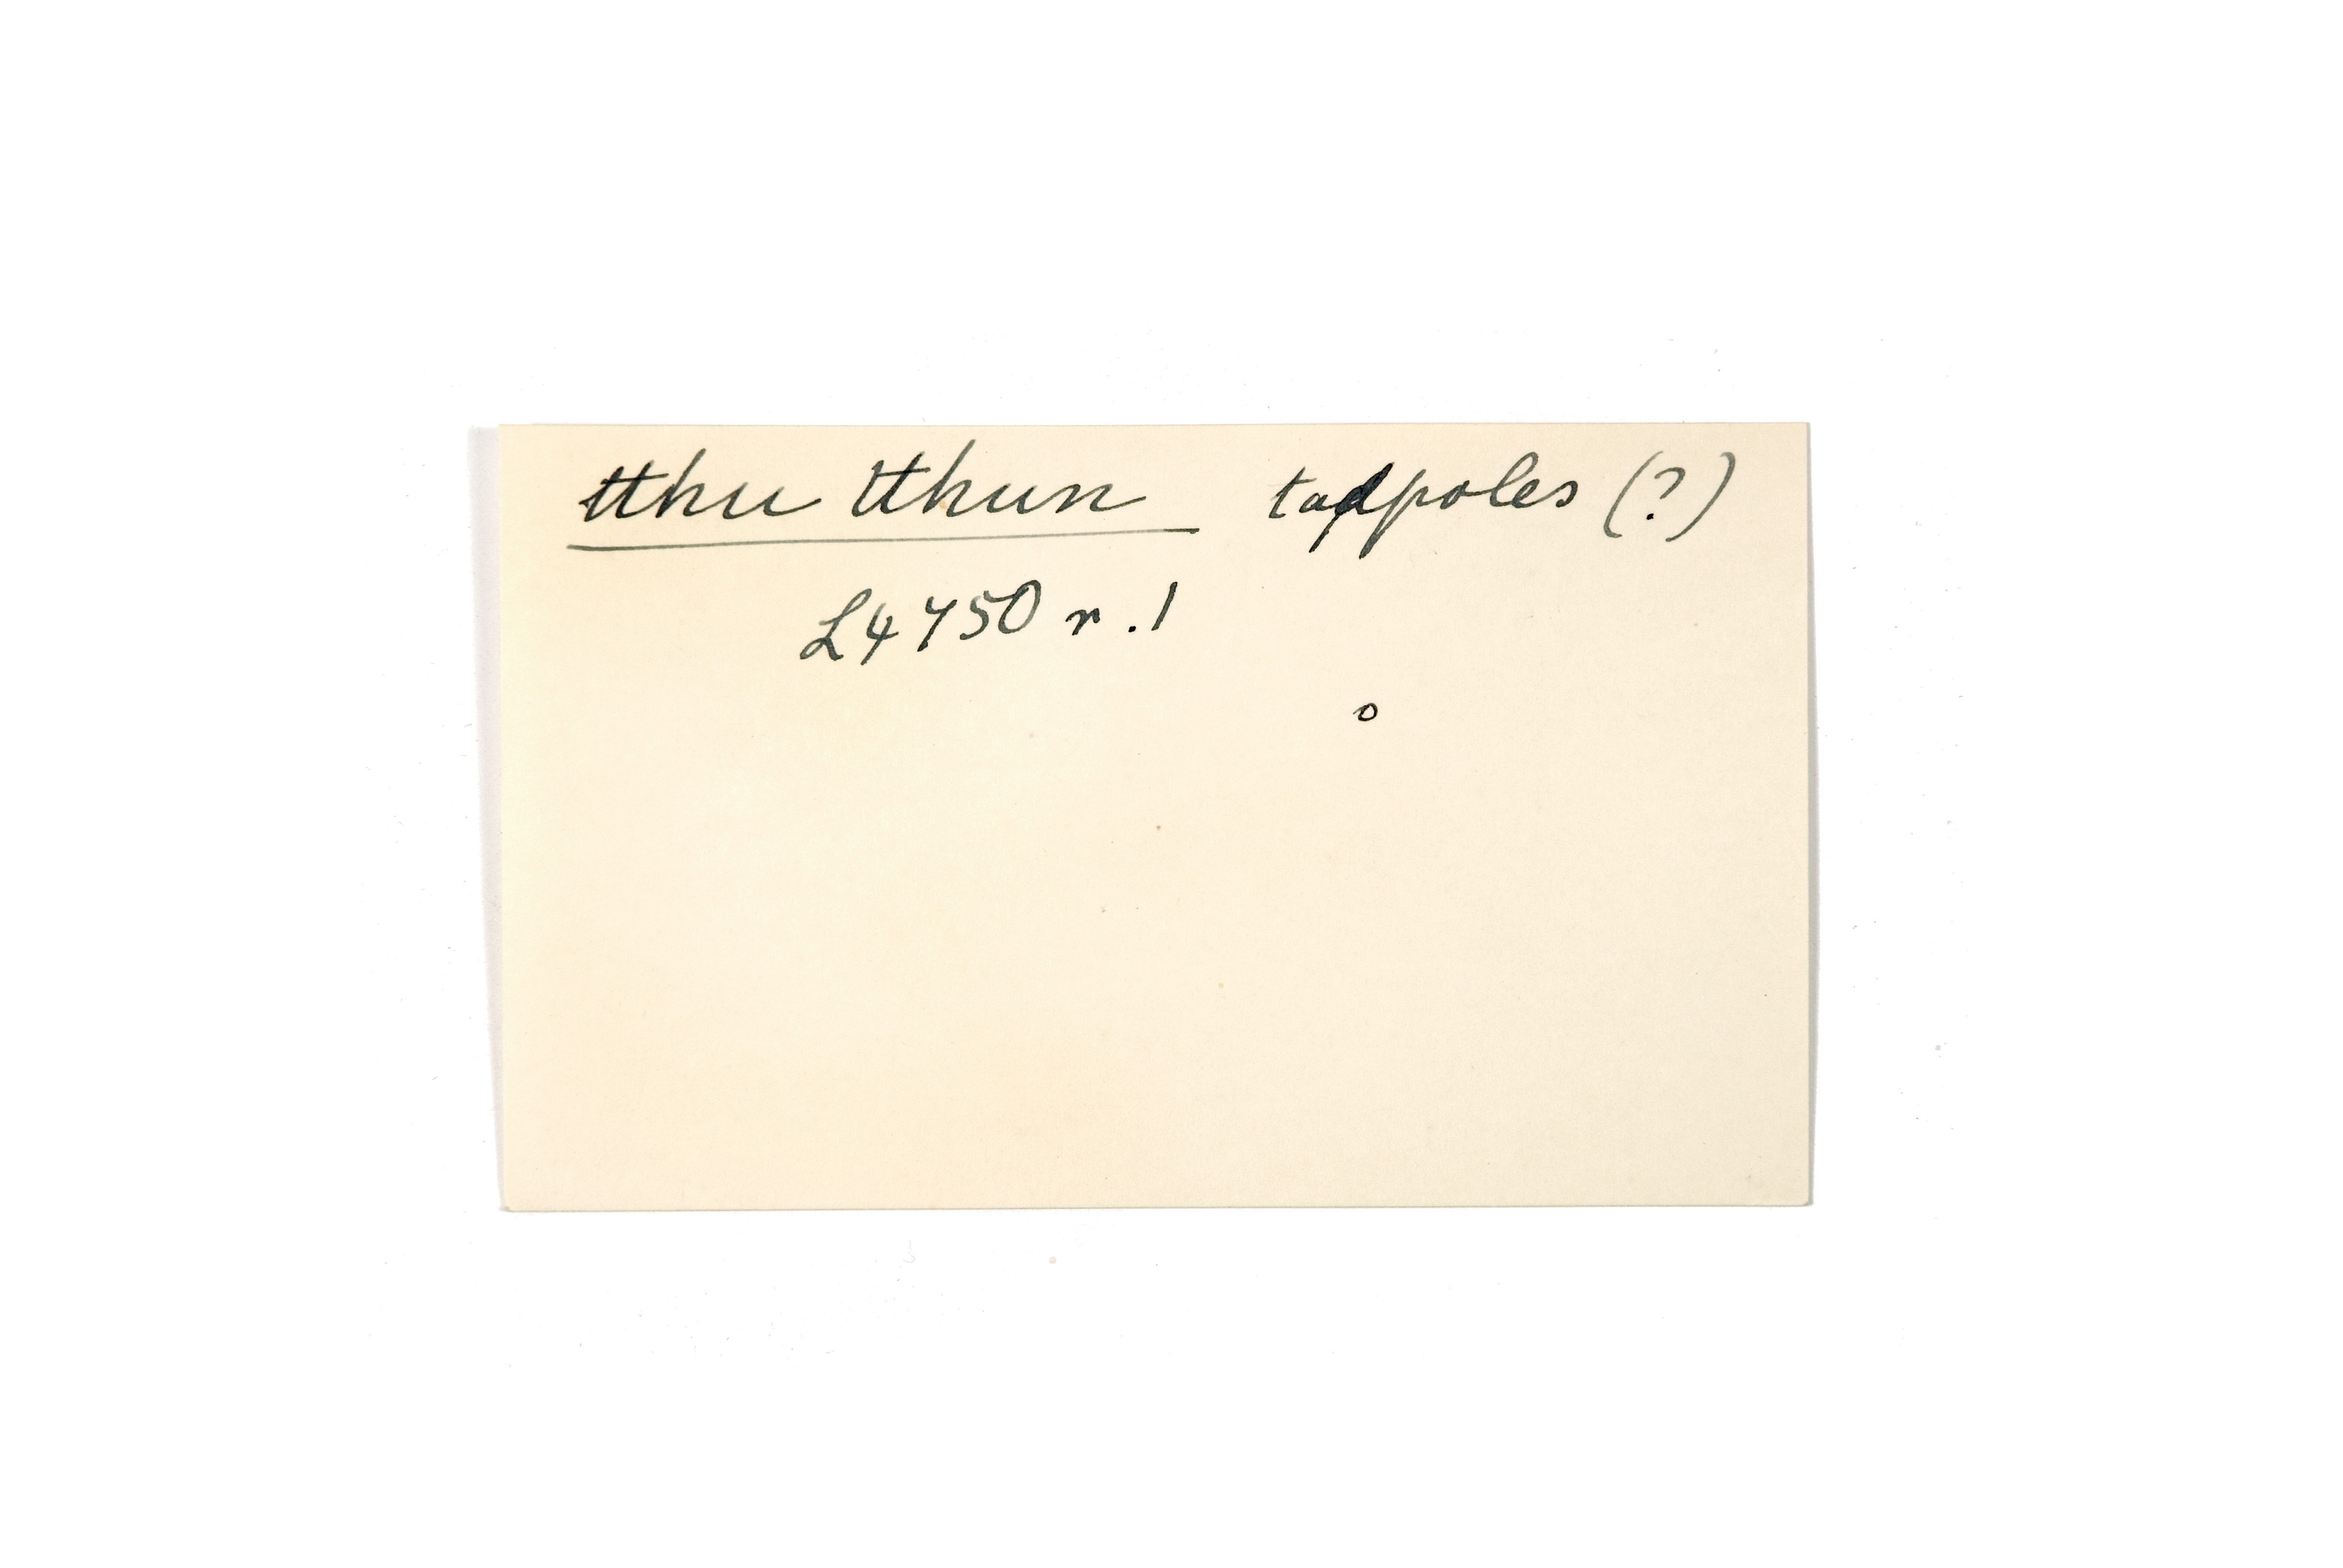 tthu tthun tadpoles (?)
L4750 r.1
o